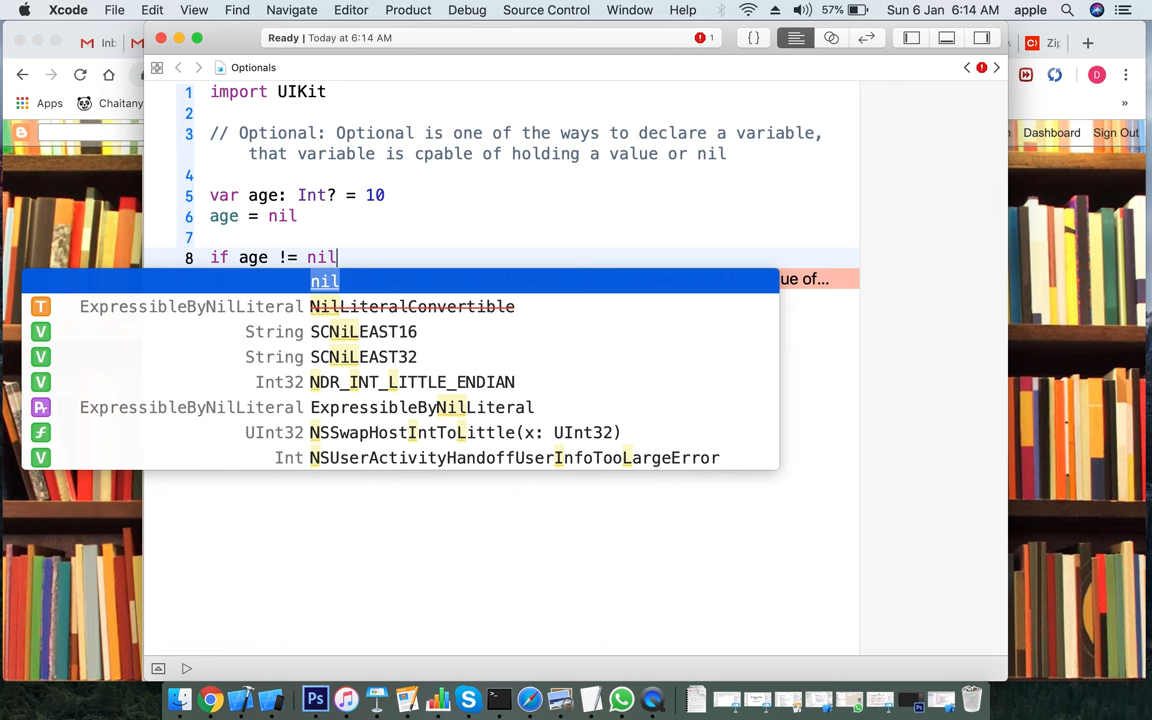 Xcode File Edit View Find Navigate Editor Product Debug Source Control Window Help 57% Sun 6 Jan 6:14 AM apple
Ready | Today at 6:14 AM 1
Optionals
Apps Chaitany
Dashboard Sign Out
1 import UIKit
2
3 // Optional: Optional is one of the ways to declare a variable,
that variable is cpable of holding a value or nil
4
5 var age: Int? = 10
6 age = nil
7
8 if age != nil
nil
ue of...
T ExpressibleByNilLiteral NilLiteralConvertible
V String SCNiLEAST16
V String SCNiLEAST32
V Int32 NDR_INT_LITTLE_ENDIAN
Pr ExpressibleByNilLiteral ExpressibleByNilLiteral
f UInt32 NSSwapHostIntToLittle(x: UInt32)
V Int NSUserActivityHandoffUserInfoTooLargeError